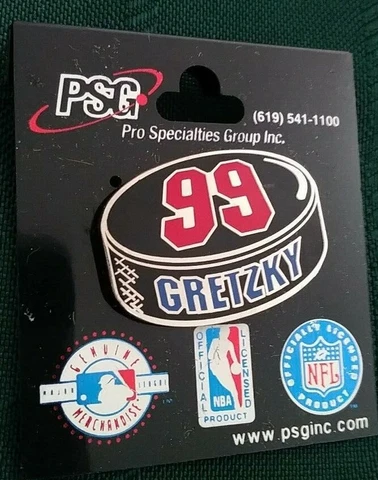 PSG
(619) 541-1100
Pro Specialties Group Inc.
99
GRETZKY
GENUINE
MAJOR LEAGUE
MERCHANDISE
OFFICIAL
LICENSED
NBA
PRODUCT
OFFICIALLY LICENSED
NFL
PRODUCT
www.psginc.com